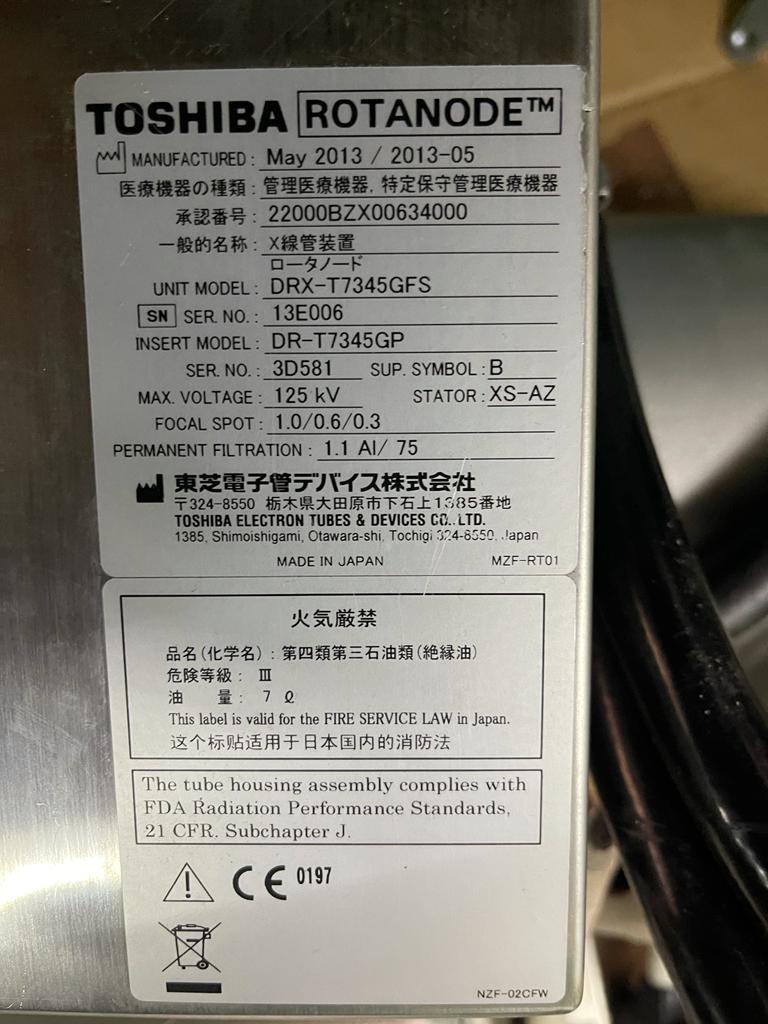 TOSHIBA ROTANODE™
MANUFACTURED : May 2013 / 2013-05
医療機器の種類 : 管理医療機器, 特定保守管理医療機器
承認番号 : 22000BZX00634000
一般的名称 : X線管装置
ロータノード
UNIT MODEL : DRX-T7345GFS
SN SER. NO. : 13E006
INSERT MODEL : DR-T7345GP
SER. NO. : 3D581 SUP. SYMBOL : B
MAX. VOLTAGE : 125 kV STATOR : XS-AZ
FOCAL SPOT : 1.0/0.6/0.3
PERMANENT FILTRATION : 1.1 Al/ 75
東芝電子管デバイス株式会社
〒324-8550 栃木県大田原市下石上1385番地
TOSHIBA ELECTRON TUBES & DEVICES CO., LTD.
1385, Shimoishigami, Otawara-shi, Tochigi 324-8550, Japan
MADE IN JAPAN MZF-RT01
火気厳禁
品名(化学名) : 第四類第三石油類(絶縁油)
危険等級 : Ⅲ
油 量 : 7 ℓ
This label is valid for the FIRE SERVICE LAW in Japan.
这个标贴适用于日本国内的消防法
The tube housing assembly complies with
FDA Radiation Performance Standards,
21 CFR. Subchapter J.
CE 0197
NZF-02CFW